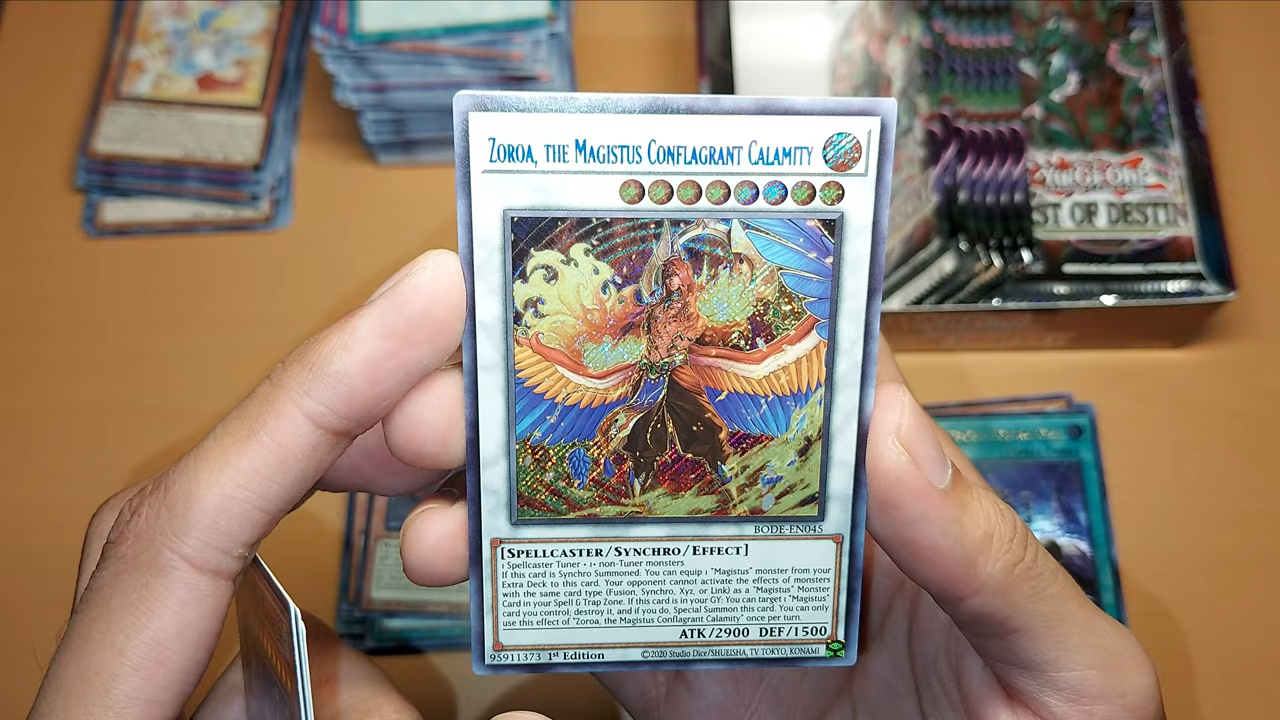 Zoroa, the Magistus Conflagrant Calamity
Yu-Gi-Oh!
ST OF DESTIN
BODE-EN045
[Spellcaster/Synchro/Effect]
1 Spellcaster Tuner + 1+ non-Tuner monsters
If this card is Synchro Summoned: You can equip 1 "Magistus" monster from your
Extra Deck to this card. Your opponent cannot activate the effects of monsters
with the same card type (Fusion, Synchro, Xyz, or Link) as a "Magistus" Monster
Card in your Spell & Trap Zone. If this card is in your GY: You can target 1 "Magistus"
card you control; destroy it, and if you do, Special Summon this card. You can only
use this effect of "Zoroa, the Magistus Conflagrant Calamity" once per turn.
ATK/2900 DEF/1500
95911373 1st Edition ©2020 Studio Dice/SHUEISHA, TV TOKYO, KONAMI